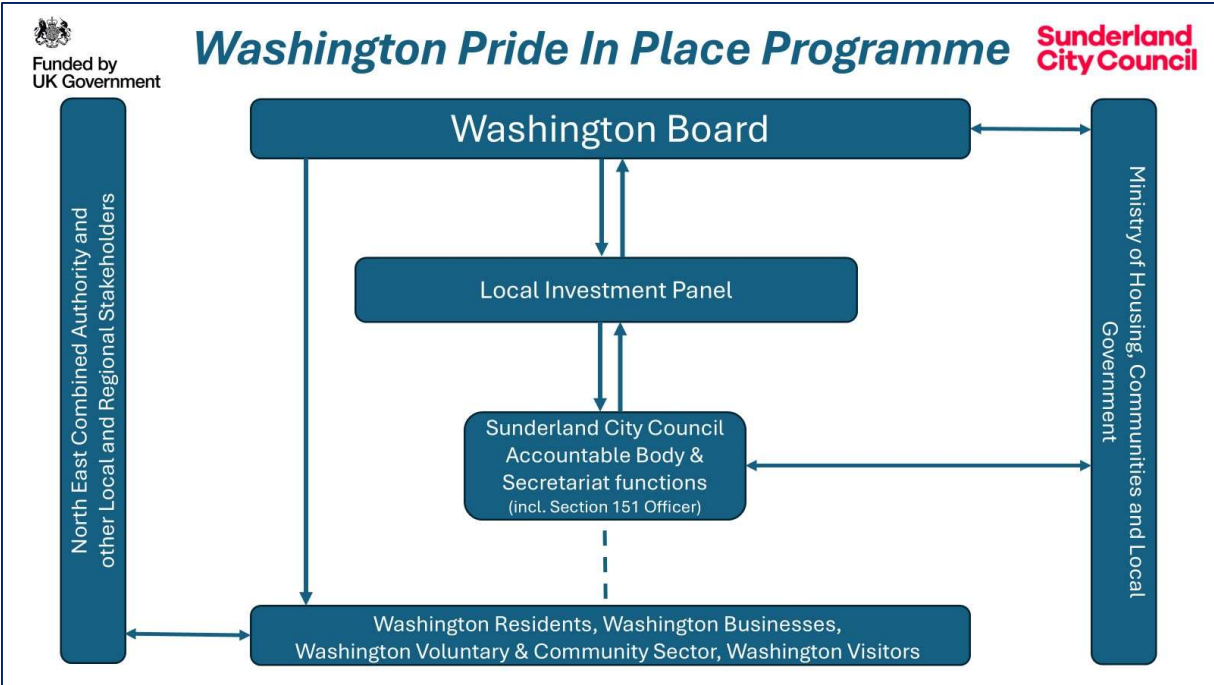 Funded by
UK Government
Washington Pride In Place Programme
Sunderland
City Council
Washington Board
North East Combined Authority and
other Local and Regional Stakeholders
Ministry of Housing, Communities and Local
Government
Local Investment Panel
Sunderland City Council
Accountable Body &
Secretariat functions
(incl. Section 151 Officer)
Washington Residents, Washington Businesses,
Washington Voluntary & Community Sector, Washington Visitors